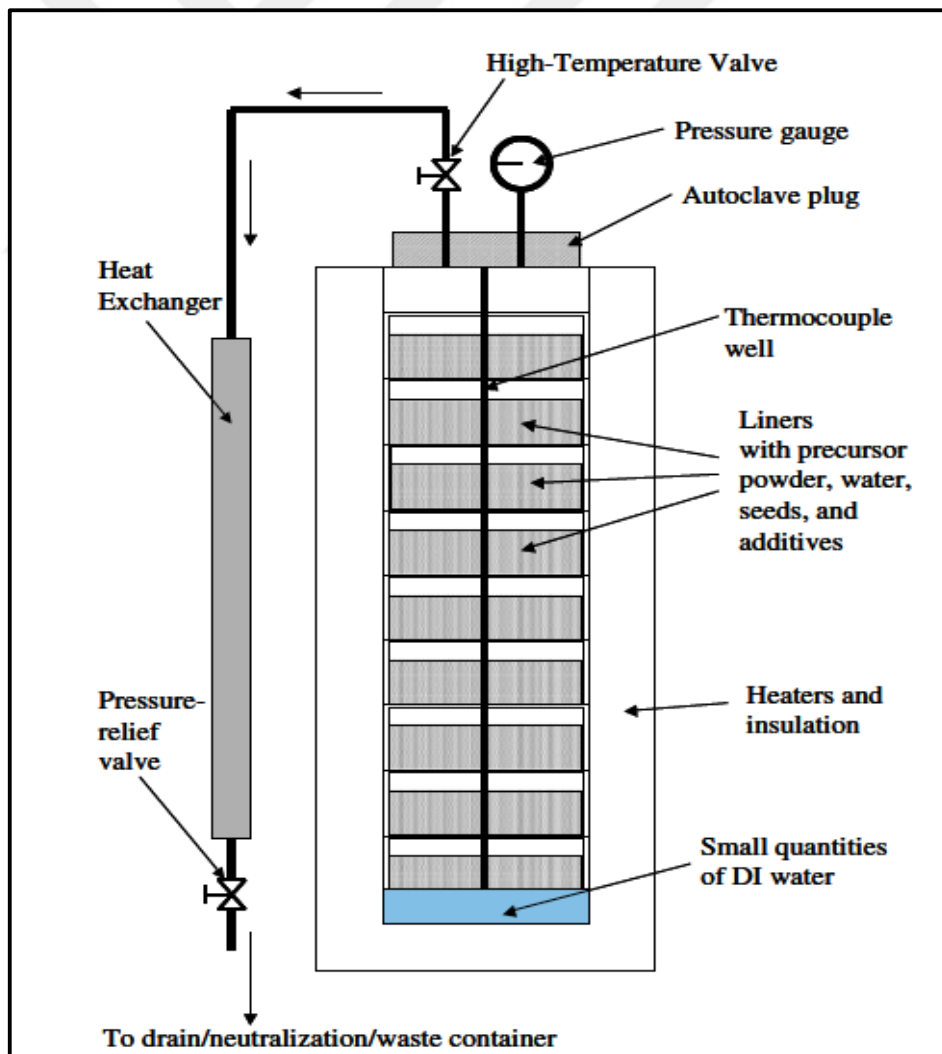 High-Temperature Valve
Pressure gauge
Autoclave plug
Heat
Exchanger
Thermocouple
well
Liners
with precursor
powder, water,
seeds, and
additives
Pressure-
relief
valve
Heaters and
insulation
Small quantities
of DI water
To drain/neutralization/waste container